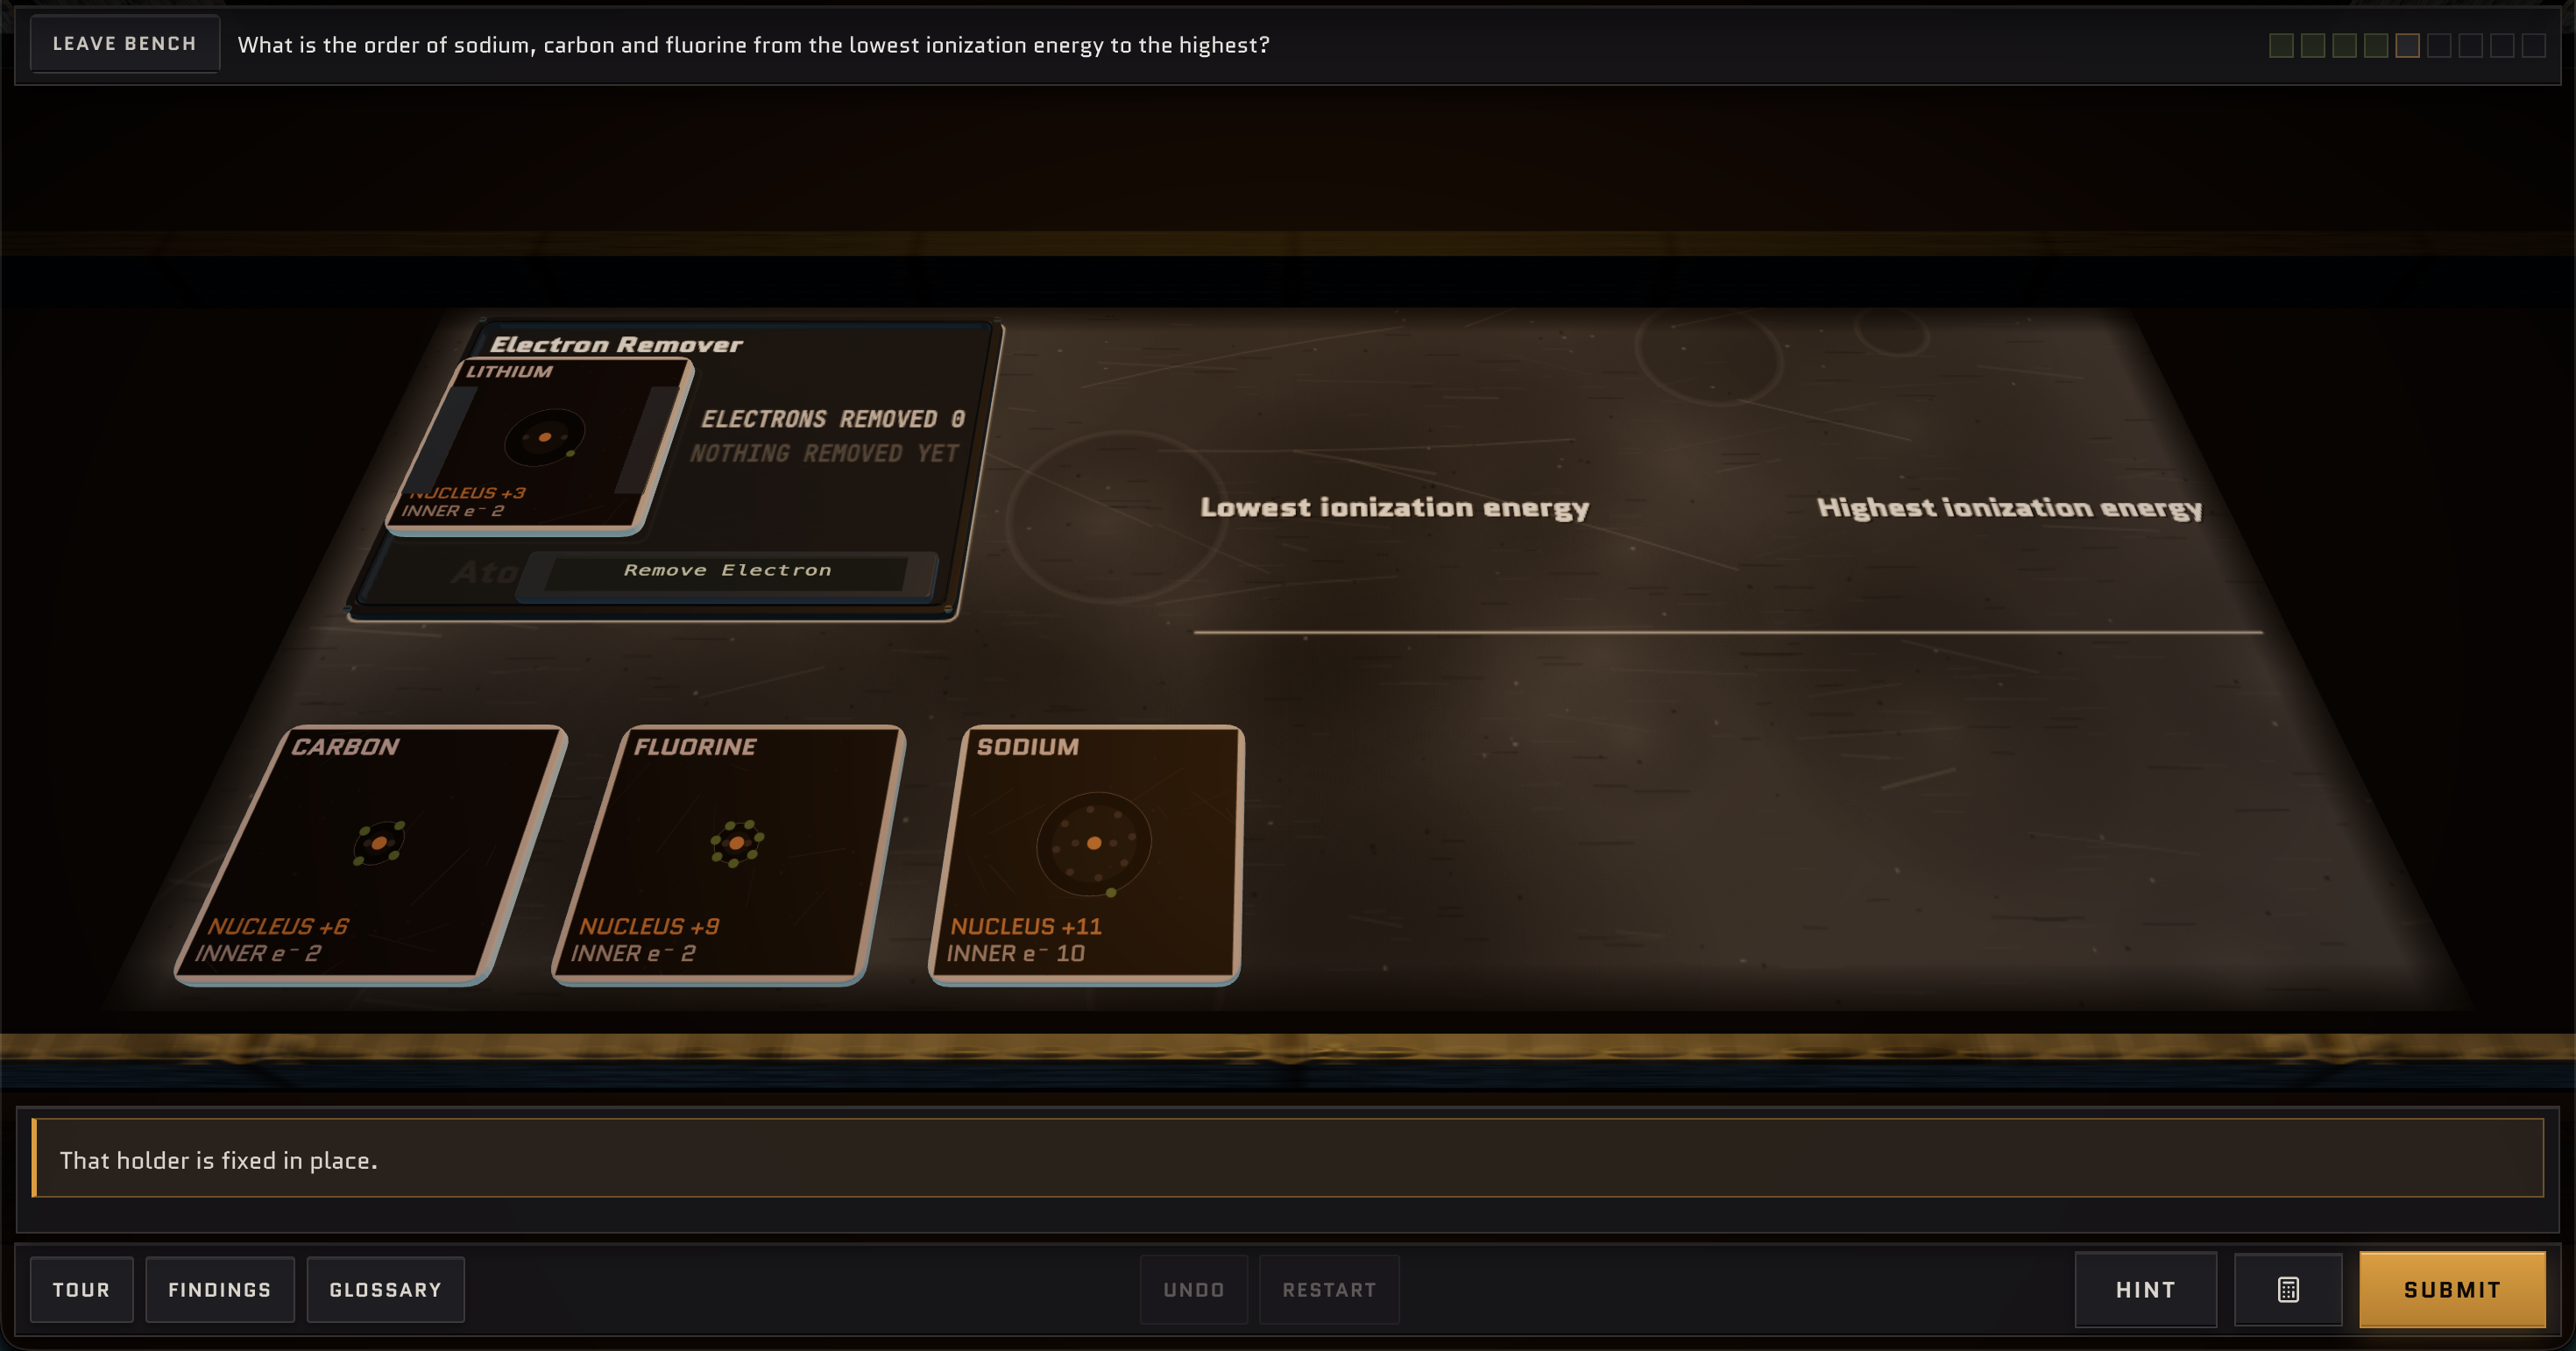 LEAVE BENCH
What is the order of sodium, carbon and fluorine from the lowest ionization energy to the highest?
Electron Remover
LITHIUM
NUCLEUS +3
INNER e⁻ 2
ELECTRONS REMOVED 0
NOTHING REMOVED YET
Ato
Remove Electron
Lowest ionization energy
Highest ionization energy
CARBON
NUCLEUS +6
INNER e⁻ 2
FLUORINE
NUCLEUS +9
INNER e⁻ 2
SODIUM
NUCLEUS +11
INNER e⁻ 10
That holder is fixed in place.
TOUR
FINDINGS
GLOSSARY
UNDO
RESTART
HINT
SUBMIT